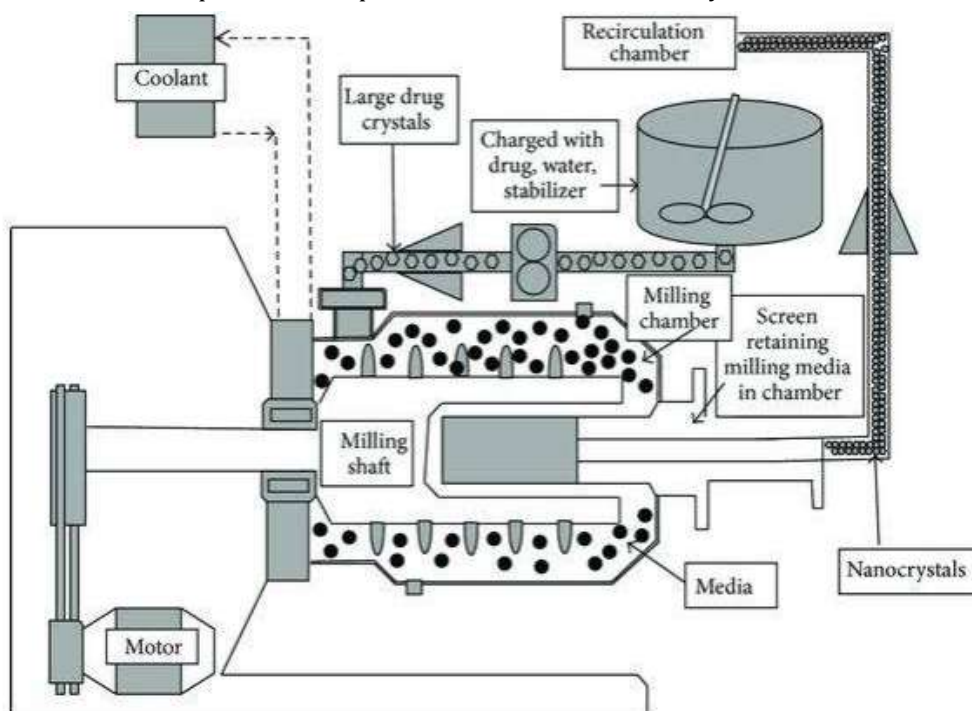 Recirculation
chamber
Coolant
Large drug
crystals
Charged with
drug, water,
stabilizer
Milling
chamber
Screen
retaining
milling media
in chamber
Milling
shaft
Nanocrystals
Media
Motor